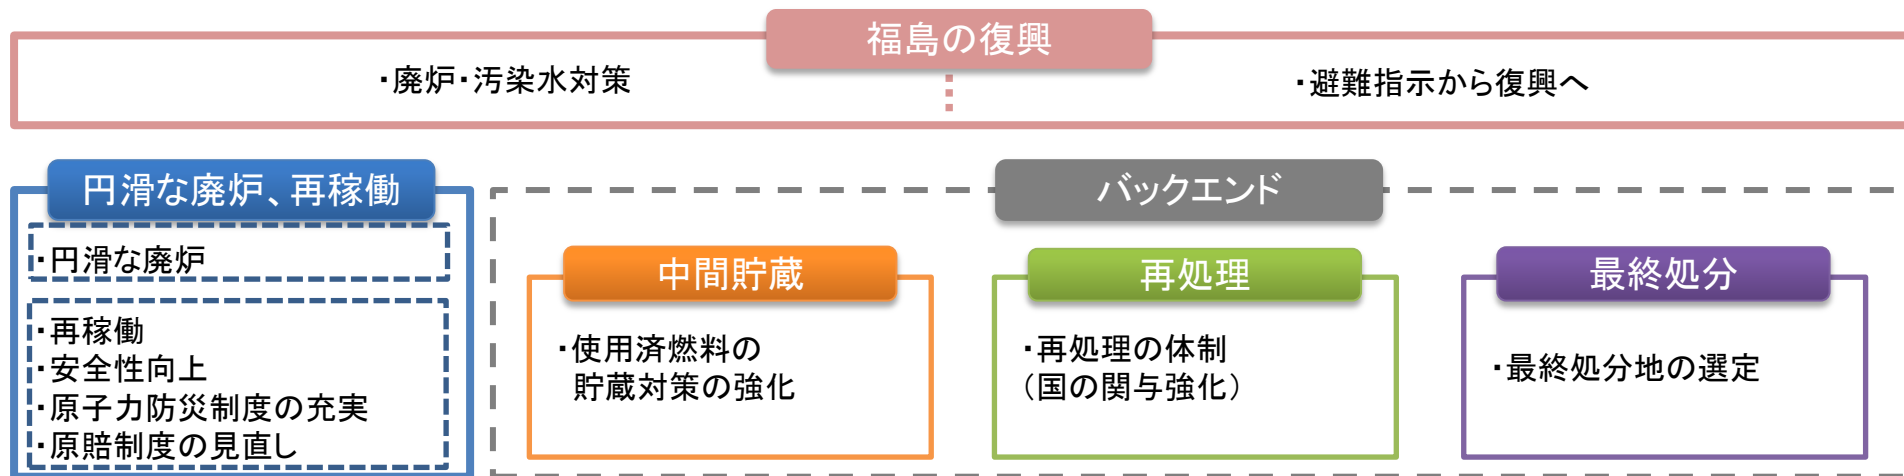 福島の復興
・廃炉・汚染水対策
・避難指示から復興へ
円滑な廃炉、再稼働
・円滑な廃炉
・再稼働
・安全性向上
・原子力防災制度の充実
・原賠制度の見直し
バックエンド
中間貯蔵
・使用済燃料の
貯蔵対策の強化
再処理
・再処理の体制
（国の関与強化）
最終処分
・最終処分地の選定